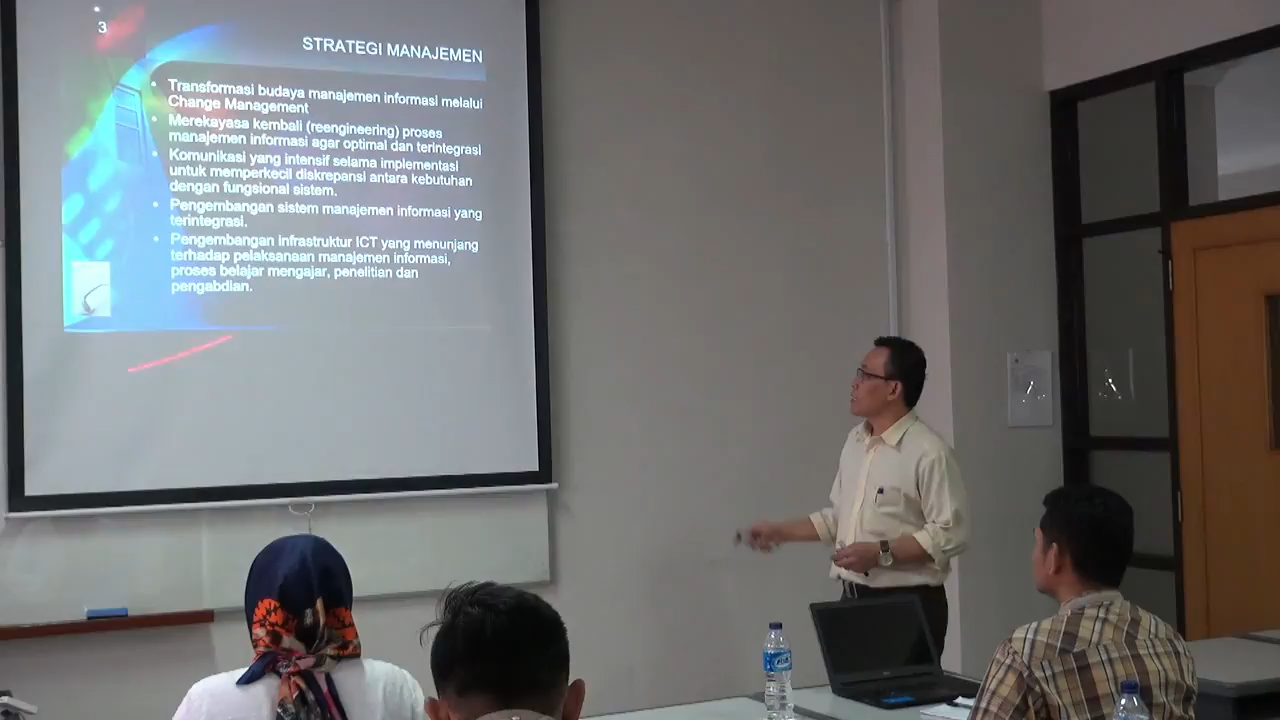 3
STRATEGI MANAJEMEN
• Transformasi budaya manajemen informasi melalui
Change Management
• Merekayasa kembali (reengineering) proses
manajemen informasi agar optimal dan terintegrasi
• Komunikasi yang intensif selama implementasi
untuk memperkecil diskrepansi antara kebutuhan
dengan fungsional sistem.
• Pengembangan sistem manajemen informasi yang
terintegrasi.
• Pengembangan infrastruktur ICT yang menunjang
terhadap pelaksanaan manajemen informasi,
proses belajar mengajar, penelitian dan
pengabdian.